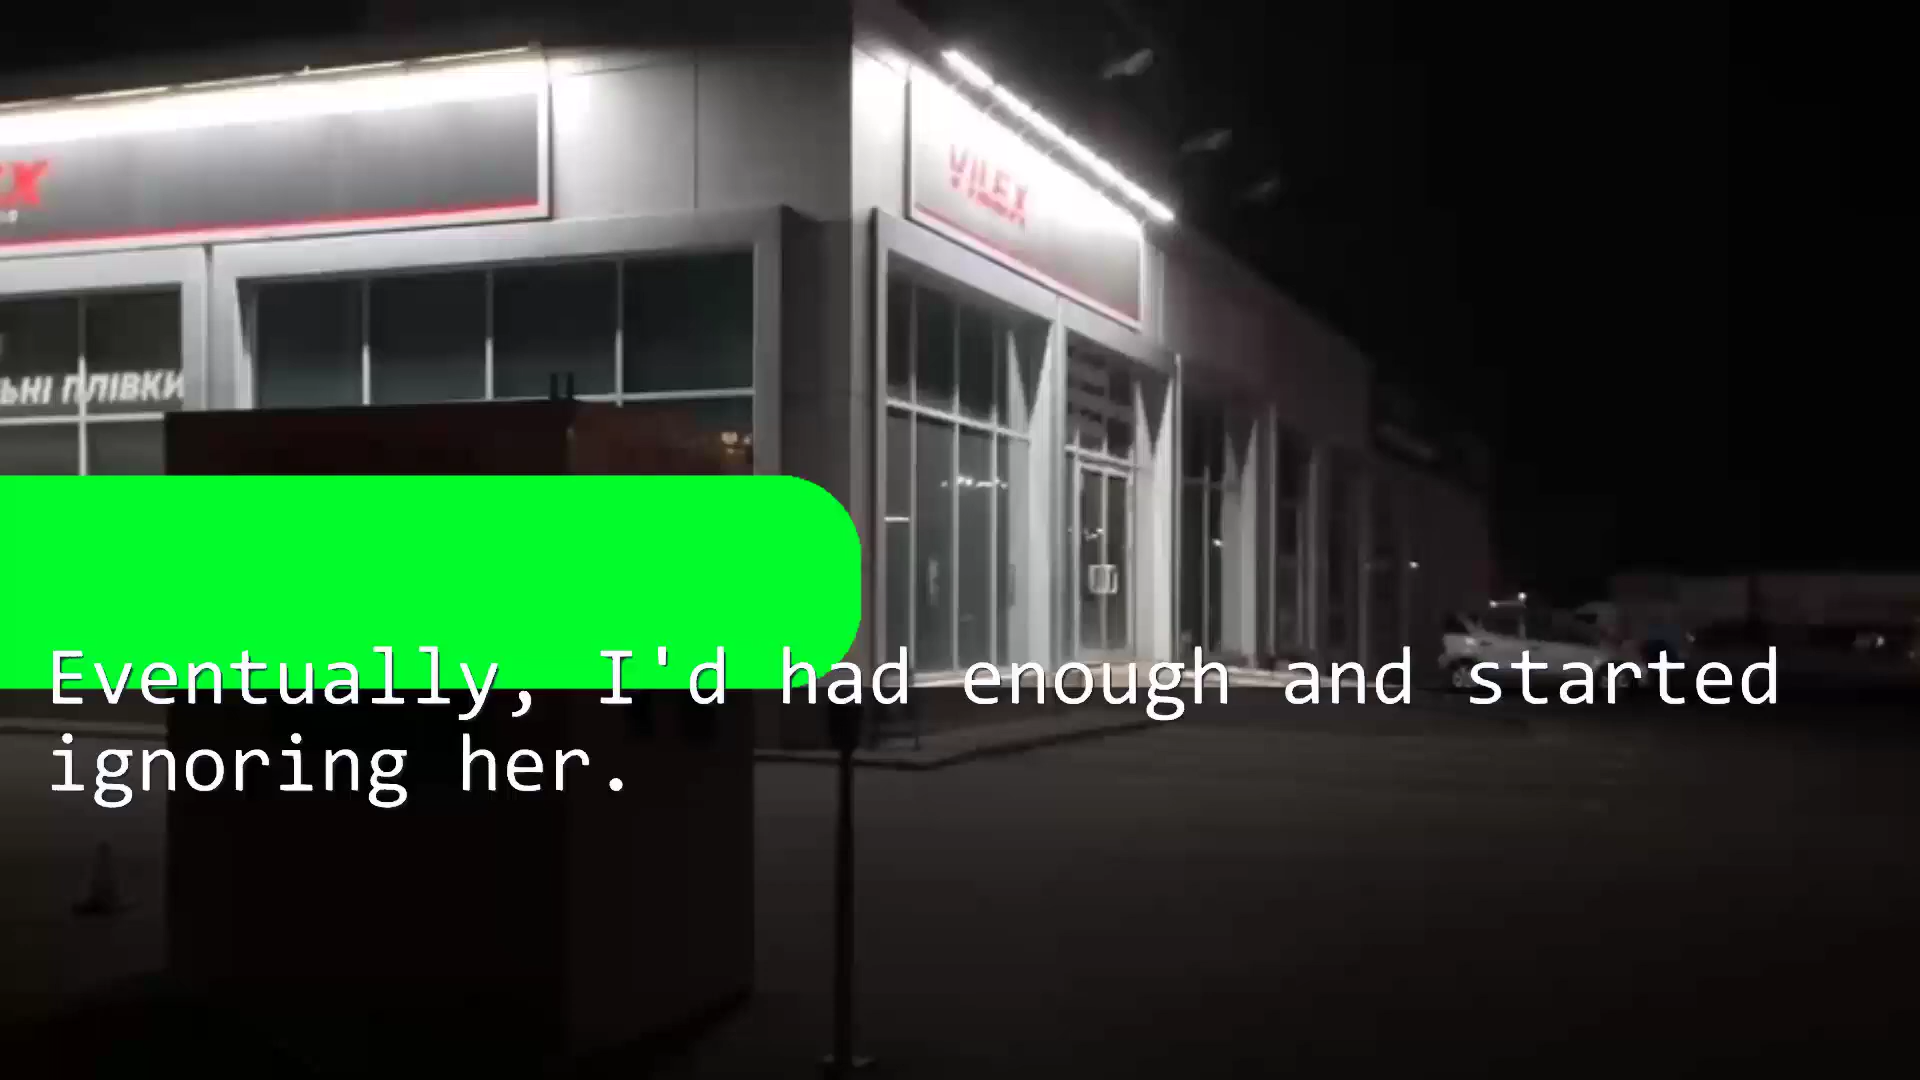 VILEX
ЬНІ ПЛІВКИ
Eventually, I'd had enough and started
ignoring her.